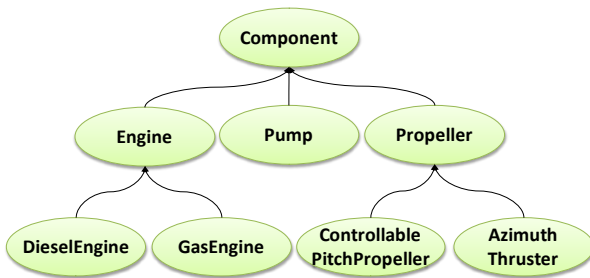 Component
Engine
Pump
Propeller
DieselEngine
GasEngine
Controllable
PitchPropeller
Azimuth
Thruster